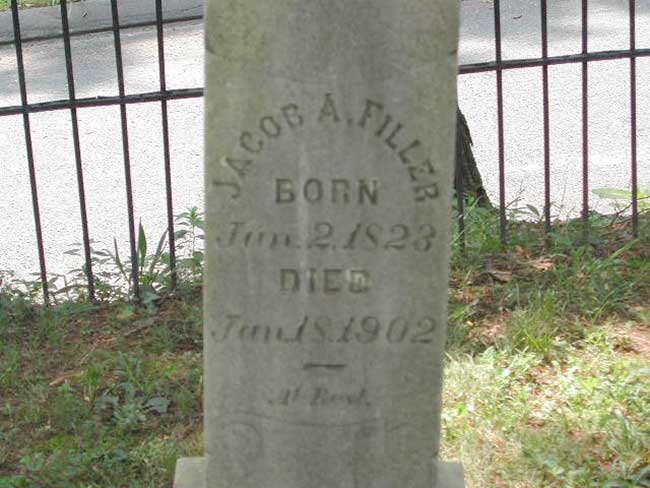 JACOB A. FILLER
BORN
Jan. 2. 1823
DIED
Jan. 18. 1902
At Rest.